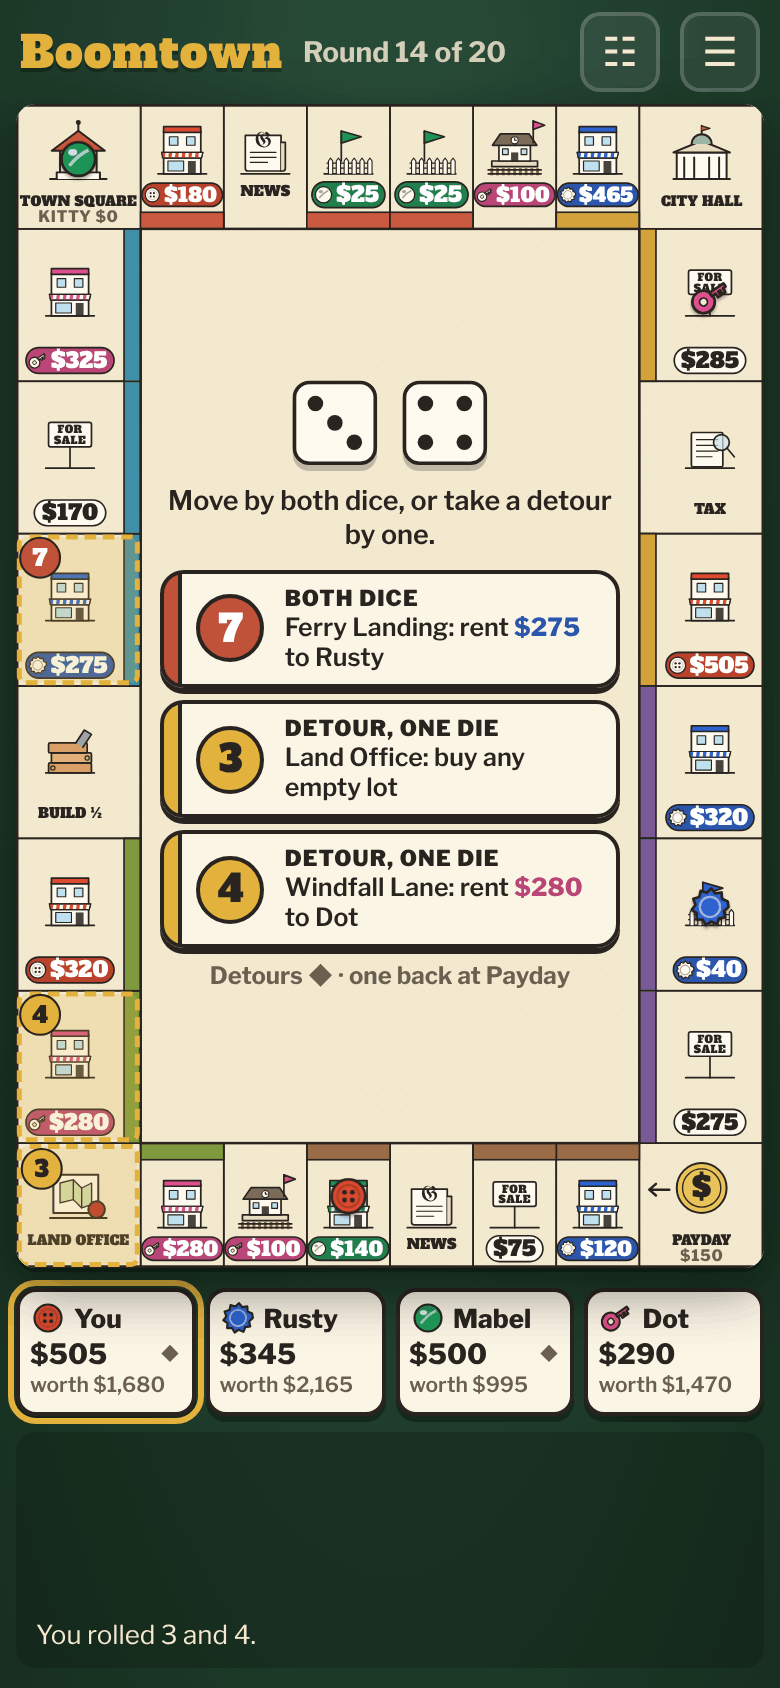 Boomtown
Round 14 of 20
TOWN SQUARE
KITTY $0
$180
NEWS
$25
$25
$100
$465
CITY HALL
$325
FOR
$285
FOR
SALE
$170
TAX
7
$275
$505
BUILD ½
$320
$320
$40
4
$280
FOR
SALE
$275
3
LAND OFFICE
$280
$100
$140
NEWS
FOR
SALE
$75
$120
PAYDAY
$150
Move by both dice, or take a detour
by one.
7
BOTH DICE
Ferry Landing: rent $275
to Rusty
3
DETOUR, ONE DIE
Land Office: buy any
empty lot
4
DETOUR, ONE DIE
Windfall Lane: rent $280
to Dot
Detours ◆ · one back at Payday
You
$505 ◆
worth $1,680
Rusty
$345
worth $2,165
Mabel
$500 ◆
worth $995
Dot
$290
worth $1,470
You rolled 3 and 4.